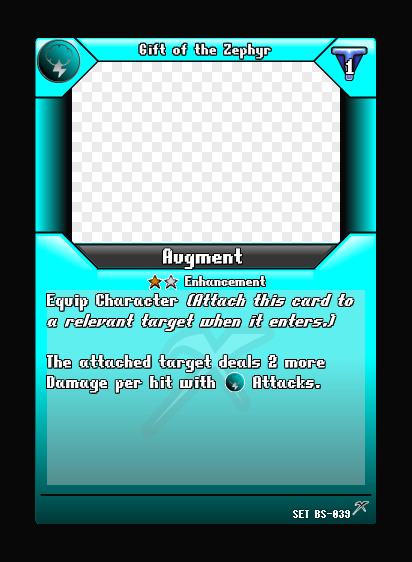 Gift of the Zephyr
1
Augment
Enhancement
Equip Character (Attach this card to
a relevant target when it enters.)
The attached target deals 2 more
Damage per hit with Attacks.
SET BS-039